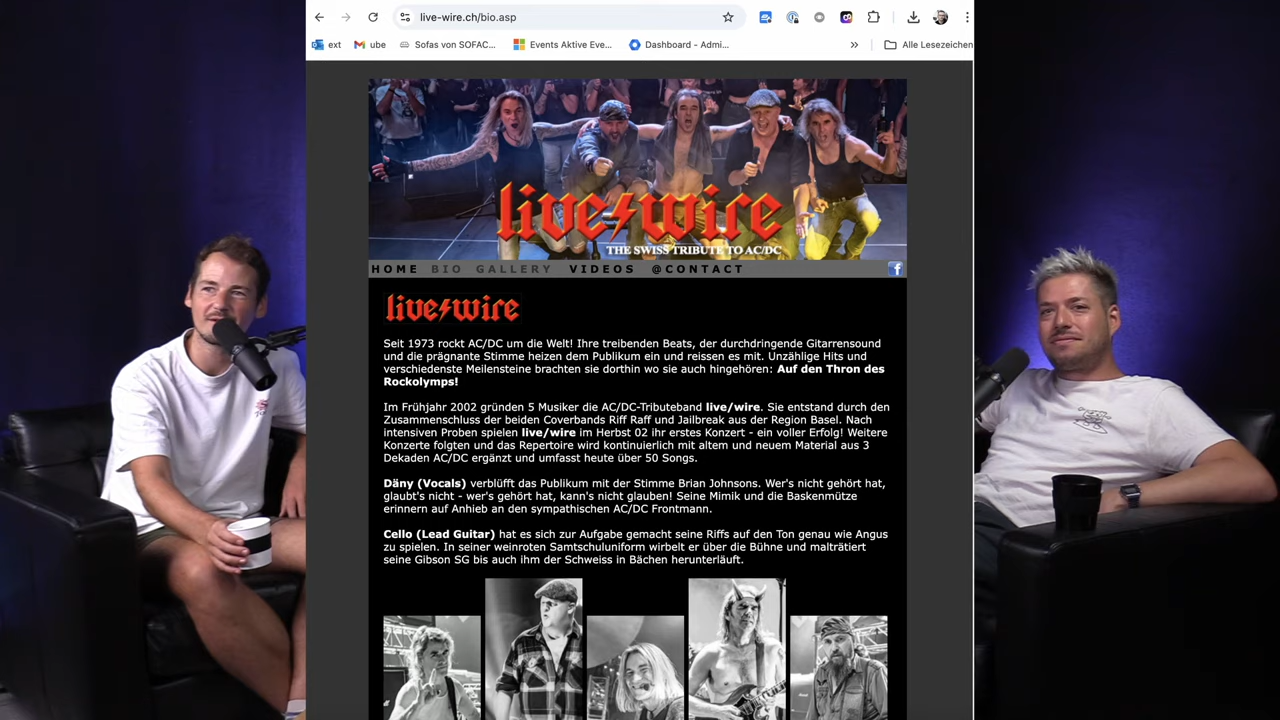 live-wire.ch/bio.asp
ext
ube
Sofas von SOFAC...
Events Aktive Eve...
Dashboard - Admi...
»
Alle Lesezeichen
live/wire
THE SWISS TRIBUTE TO AC/DC
HOME BIO GALLERY VIDEOS @CONTACT
live/wire
Seit 1973 rockt AC/DC um die Welt! Ihre treibenden Beats, der durchdringende Gitarrensound
und die prägnante Stimme heizen dem Publikum ein und reissen es mit. Unzählige Hits und
verschiedenste Meilensteine brachten sie dorthin wo sie auch hingehören: Auf den Thron des
Rockolymps!
Im Frühjahr 2002 gründen 5 Musiker die AC/DC-Tributeband live/wire. Sie entstand durch den
Zusammenschluss der beiden Coverbands Riff Raff und Jailbreak aus der Region Basel. Nach
intensiven Proben spielen live/wire im Herbst 02 ihr erstes Konzert - ein voller Erfolg! Weitere
Konzerte folgten und das Repertoire wird kontinuierlich mit altem und neuem Material aus 3
Dekaden AC/DC ergänzt und umfasst heute über 50 Songs.
Däny (Vocals) verblüfft das Publikum mit der Stimme Brian Johnsons. Wer's nicht gehört hat,
glaubt's nicht - wer's gehört hat, kann's nicht glauben! Seine Mimik und die Baskenmütze
erinnern auf Anhieb an den sympathischen AC/DC Frontmann.
Cello (Lead Guitar) hat es sich zur Aufgabe gemacht seine Riffs auf den Ton genau wie Angus
zu spielen. In seiner weinroten Samtschuluniform wirbelt er über die Bühne und malträtiert
seine Gibson SG bis auch ihm der Schweiss in Bächen herunterläuft.